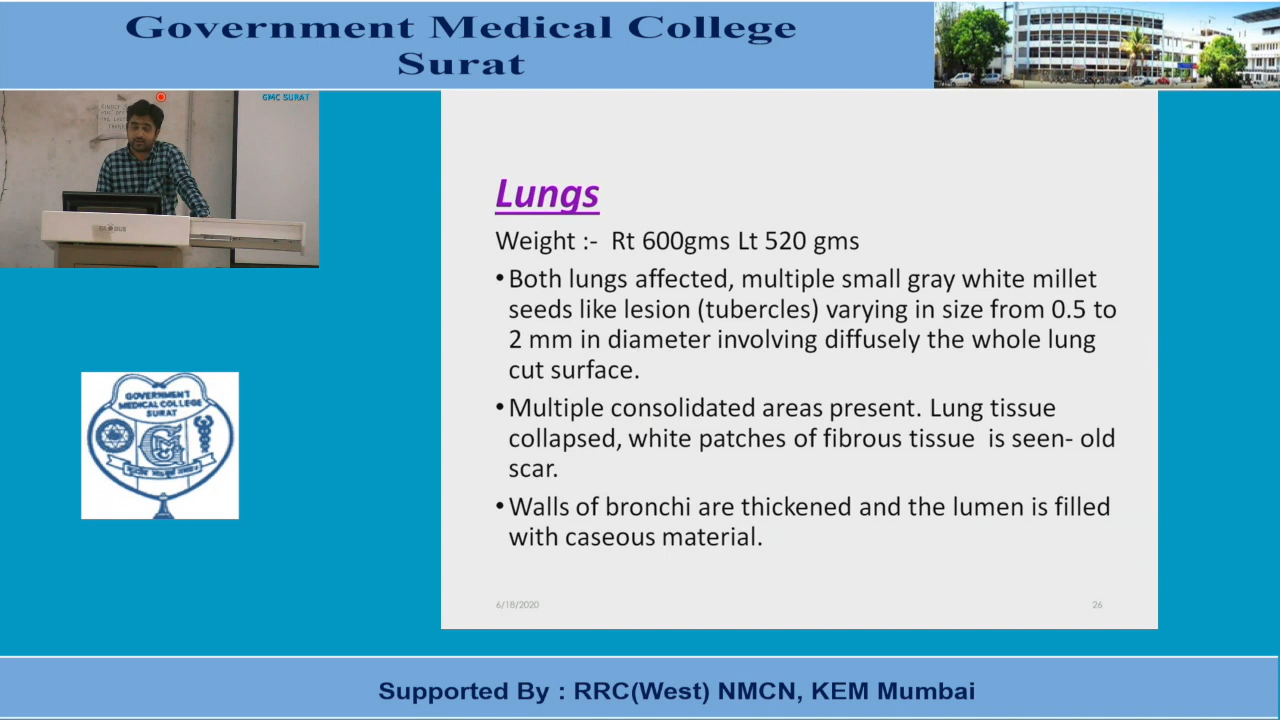 Government Medical College
Surat
GMC SURAT
Lungs
Weight :-  Rt 600gms Lt 520 gms
•Both lungs affected, multiple small gray white millet
seeds like lesion (tubercles) varying in size from 0.5 to
2 mm in diameter involving diffusely the whole lung
cut surface.
•Multiple consolidated areas present. Lung tissue
collapsed, white patches of fibrous tissue  is seen- old
scar.
•Walls of bronchi are thickened and the lumen is filled
with caseous material.
6/18/2020
26
GOVERNMENT
MEDICAL COLLEGE
SURAT
Supported By : RRC(West) NMCN, KEM Mumbai